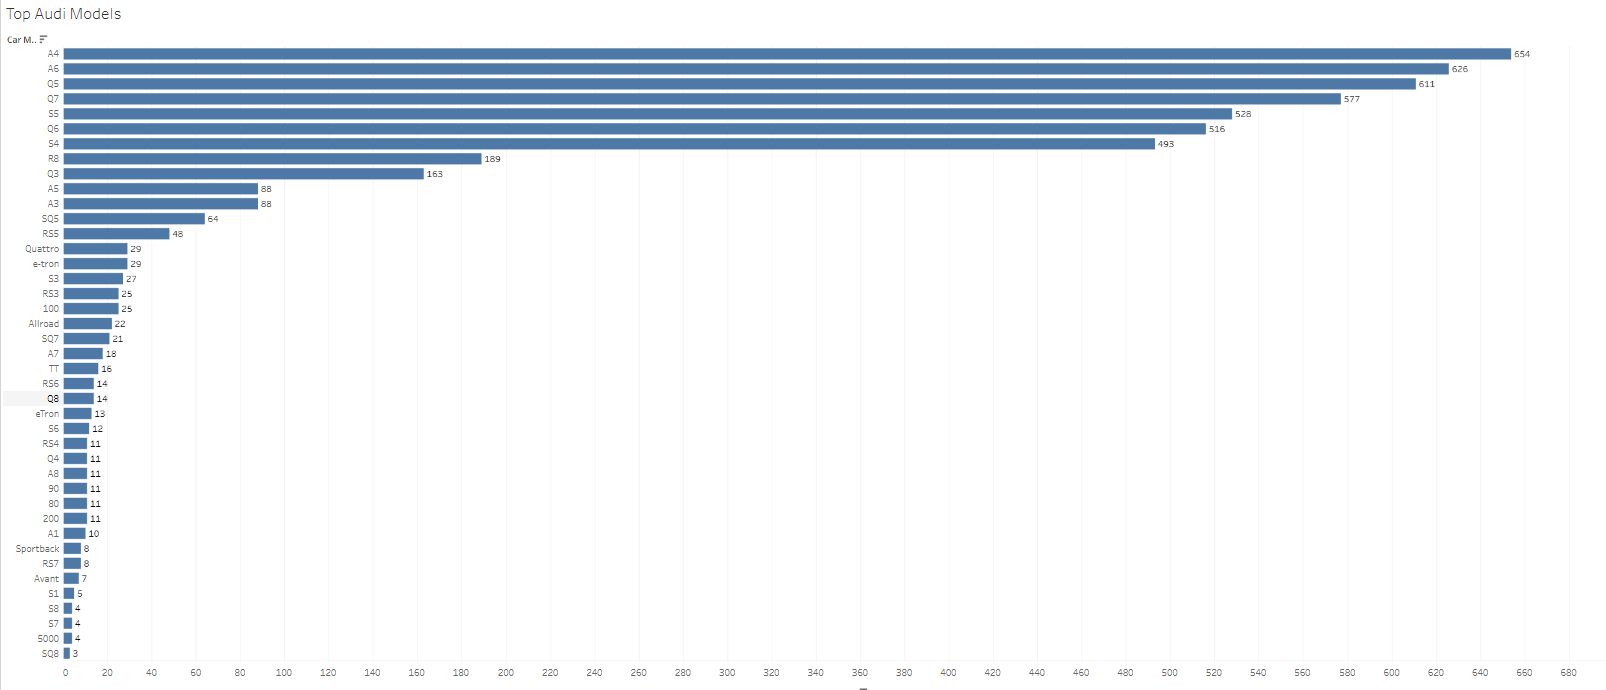 Top Audi Models
Car M..
A4 654
A6 626
Q5 611
Q7 577
S5 528
Q6 516
S4 493
R8 189
Q3 163
A5 88
A3 88
SQ5 64
RS5 48
Quattro 29
e-tron 29
S3 27
RS3 25
100 25
Allroad 22
SQ7 21
A7 18
TT 16
RS6 14
Q8 14
eTron 13
S6 12
RS4 11
Q4 11
A8 11
90 11
80 11
200 11
A1 10
Sportback 8
RS7 8
Avant 7
S1 5
S8 4
S7 4
5000 4
SQ8 3
0 20 40 60 80 100 120 140 160 180 200 220 240 260 280 300 320 340 360 380 400 420 440 460 480 500 520 540 560 580 600 620 640 660 680